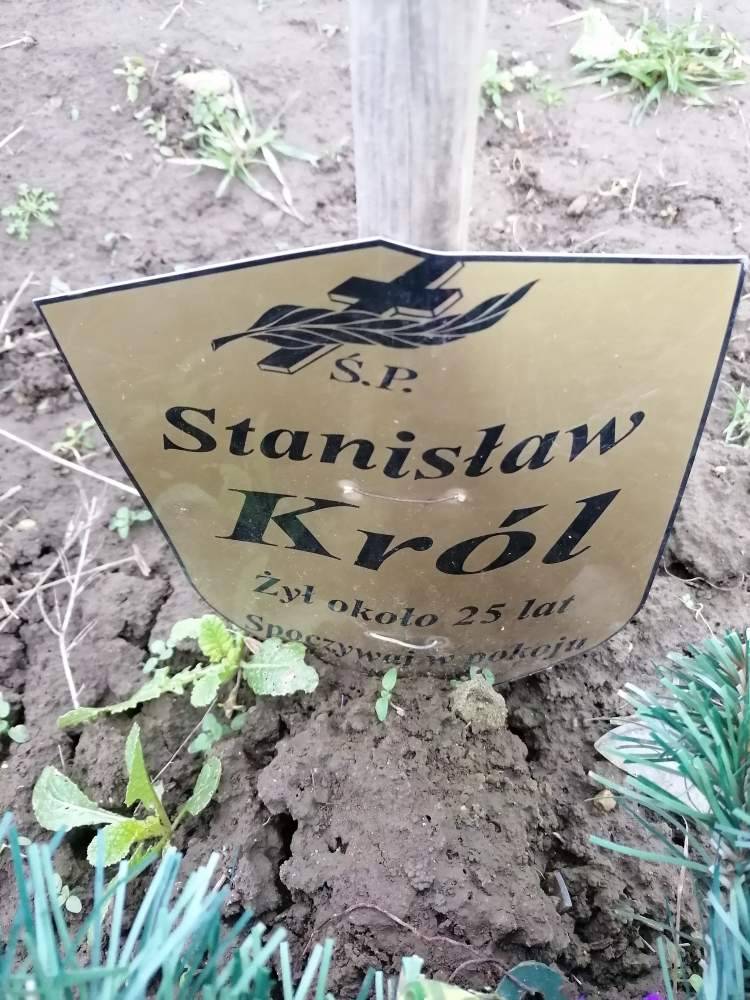 Ś.P.
Stanisław
Król
Żył około 25 lat
Spoczywaj w pokoju